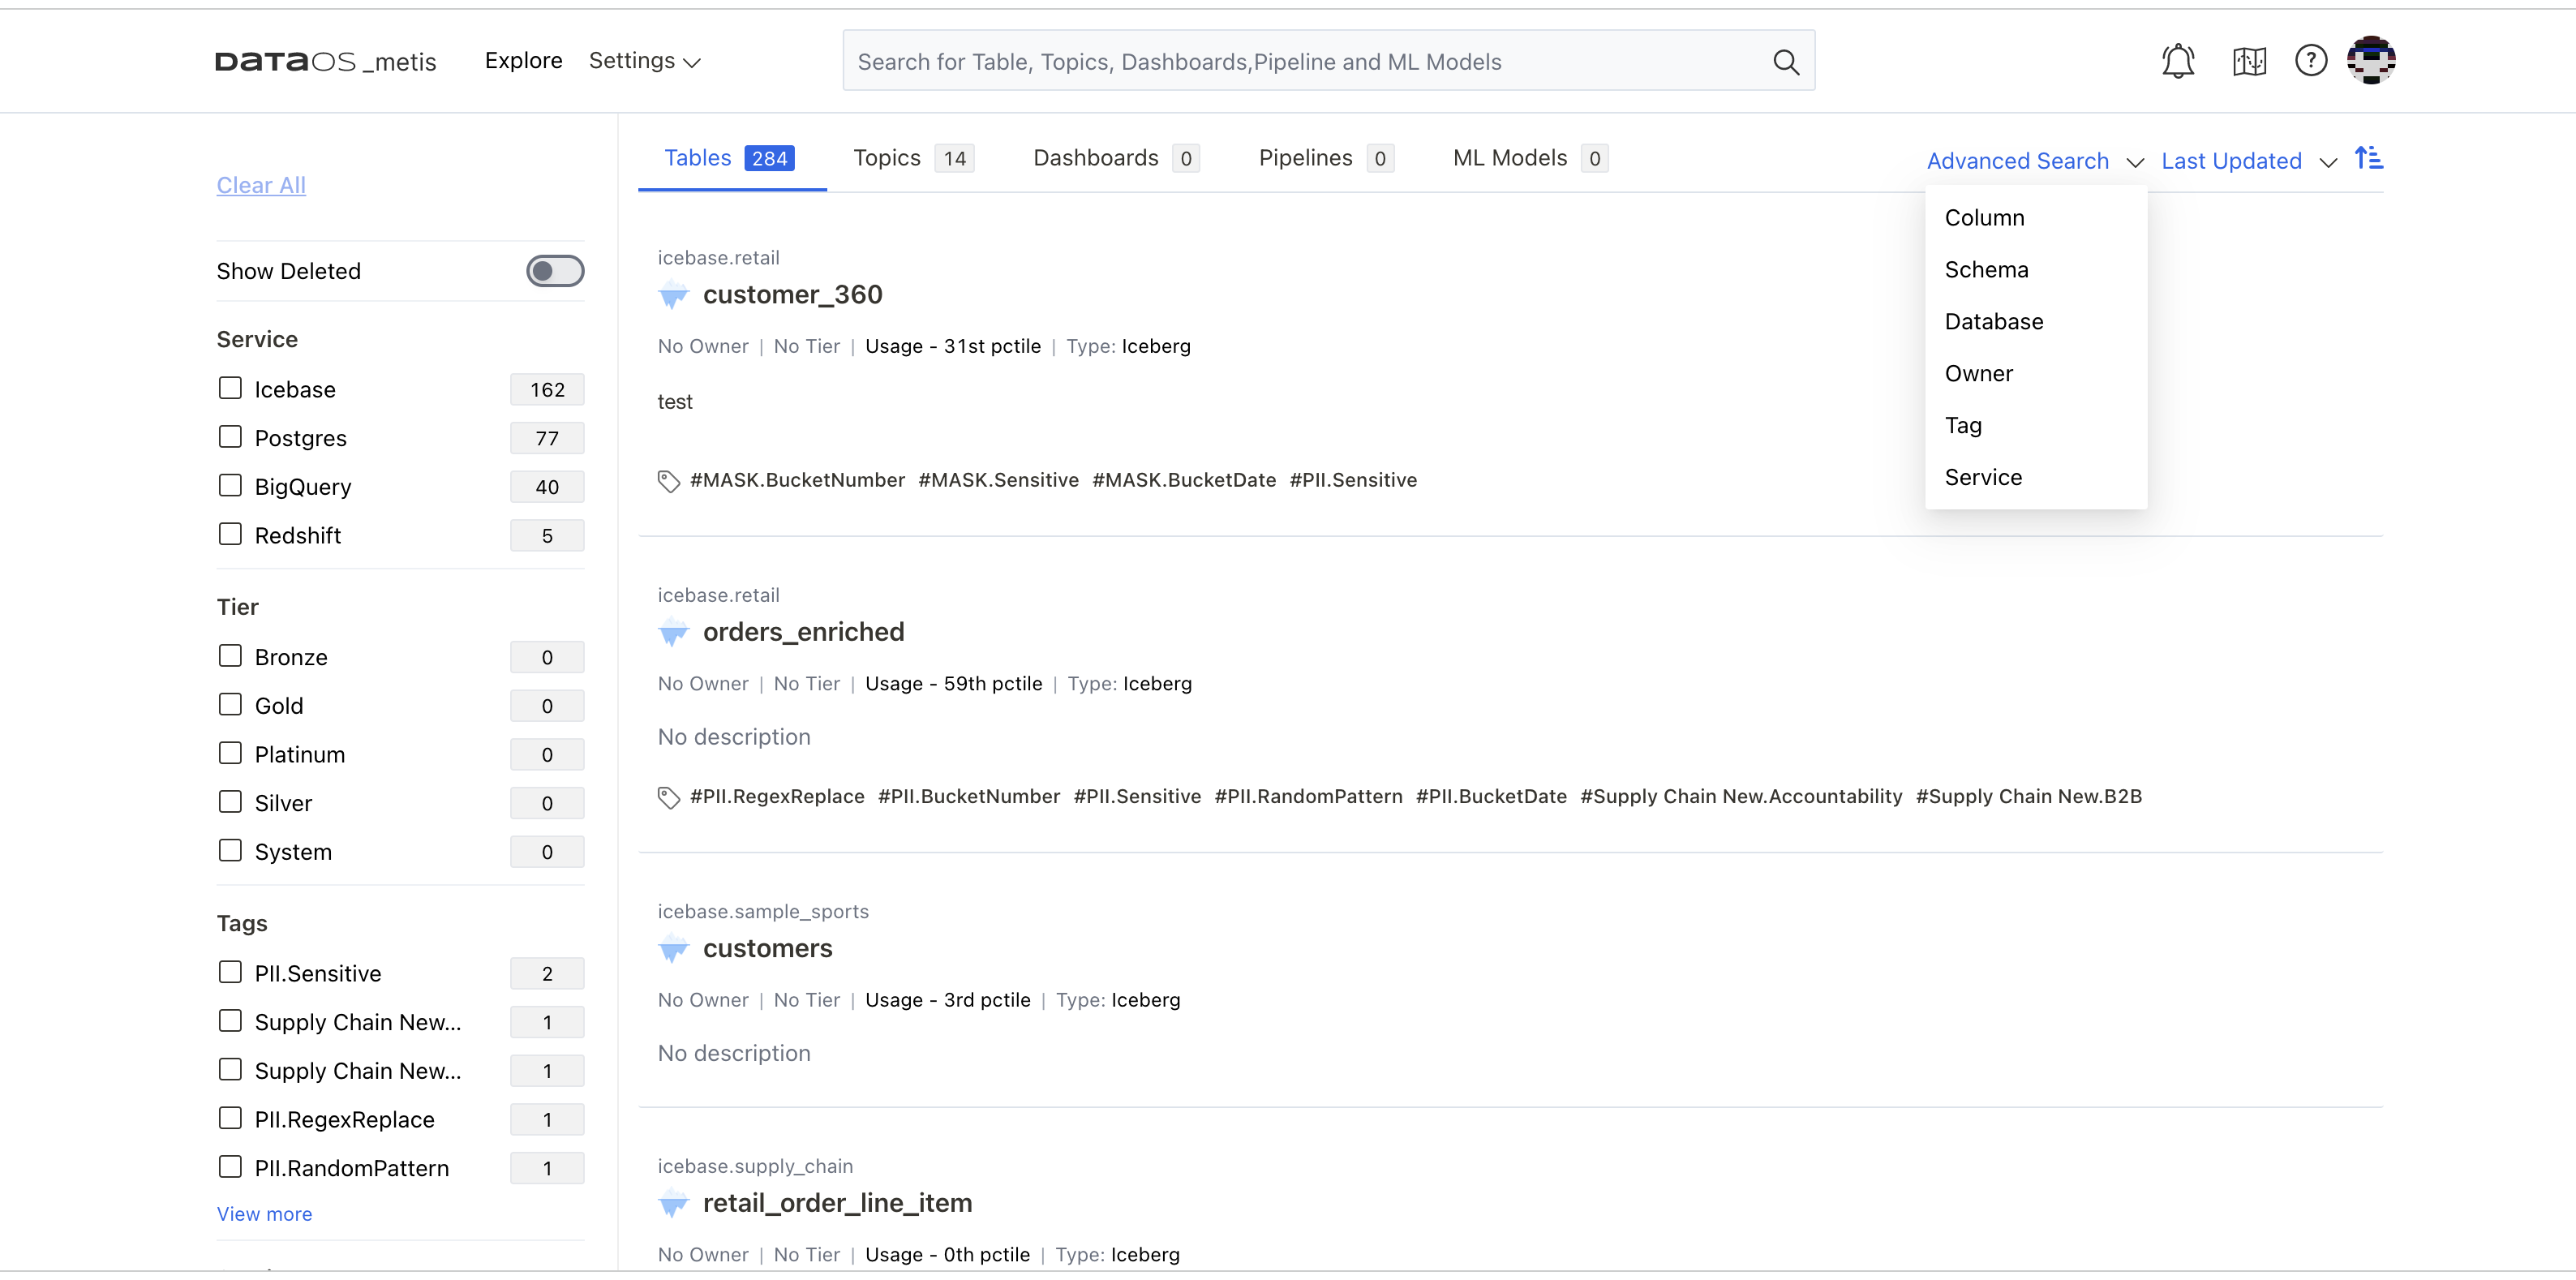 DATAOS _metis
Explore
Settings
Search for Table, Topics, Dashboards,Pipeline and ML Models
Clear All
Show Deleted
Service
Icebase 162
Postgres 77
BigQuery 40
Redshift 5
Tier
Bronze 0
Gold 0
Platinum 0
Silver 0
System 0
Tags
PII.Sensitive 2
Supply Chain New... 1
Supply Chain New... 1
PII.RegexReplace 1
PII.RandomPattern 1
View more
Tables 284
Topics 14
Dashboards 0
Pipelines 0
ML Models 0
Advanced Search
Last Updated
Column
Schema
Database
Owner
Tag
Service
icebase.retail
customer_360
No Owner | No Tier | Usage - 31st pctile | Type: Iceberg
test
#MASK.BucketNumber #MASK.Sensitive #MASK.BucketDate #PII.Sensitive
icebase.retail
orders_enriched
No Owner | No Tier | Usage - 59th pctile | Type: Iceberg
No description
#PII.RegexReplace #PII.BucketNumber #PII.Sensitive #PII.RandomPattern #PII.BucketDate #Supply Chain New.Accountability #Supply Chain New.B2B
icebase.sample_sports
customers
No Owner | No Tier | Usage - 3rd pctile | Type: Iceberg
No description
icebase.supply_chain
retail_order_line_item
No Owner | No Tier | Usage - 0th pctile | Type: Iceberg